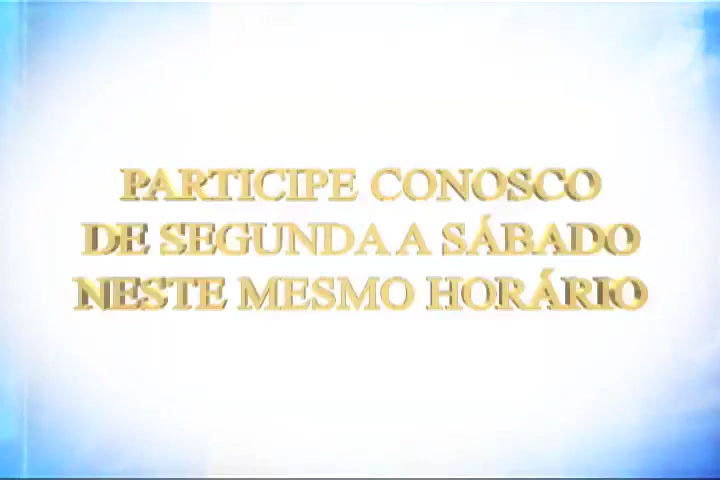 PARTICIPE CONOSCO
DE SEGUNDA A SÁBADO
NESTE MESMO HORÁRIO